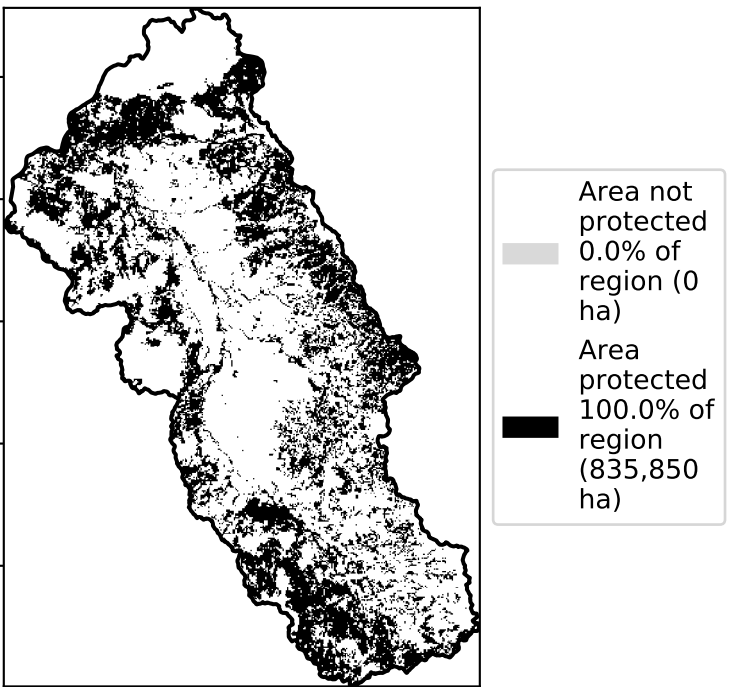 Area not
protected
0.0% of
region (0
ha)
Area
protected
100.0% of
region
(835,850
ha)